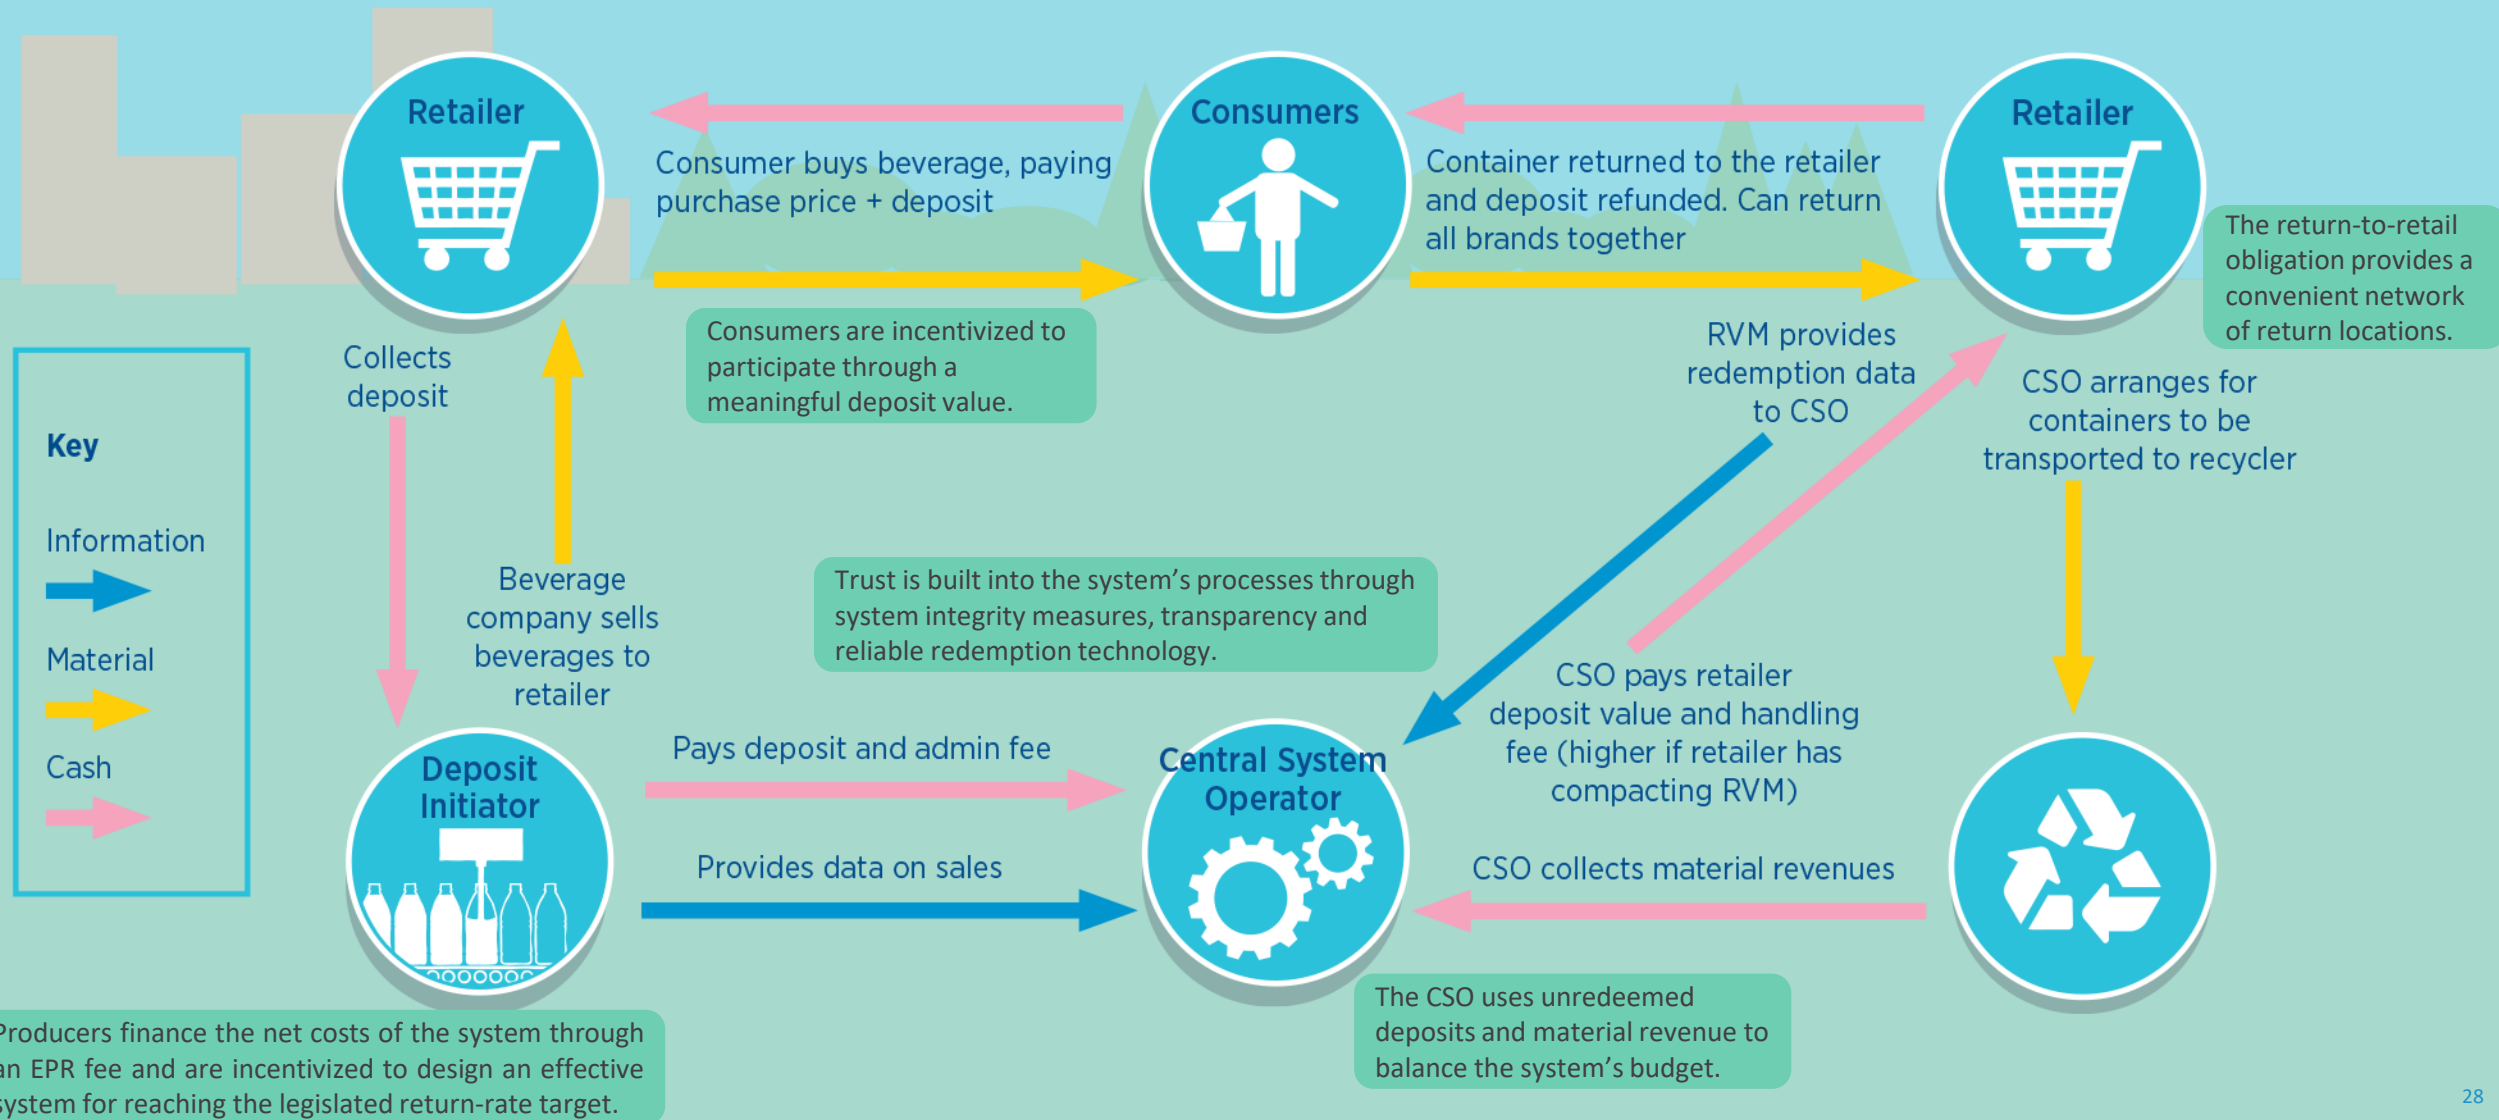 Retailer
Consumer buys beverage, paying
purchase price + deposit
Consumers
Container returned to the retailer
and deposit refunded. Can return
all brands together
Retailer
The return-to-retail
obligation provides a
convenient network
of return locations.
Consumers are incentivized to
participate through a
meaningful deposit value.
Collects
deposit
RVM provides
redemption data
to CSO
CSO arranges for
containers to be
transported to recycler
Key
Information
Material
Cash
Beverage
company sells
beverages to
retailer
Trust is built into the system’s processes through
system integrity measures, transparency and
reliable redemption technology.
CSO pays retailer
deposit value and handling
fee (higher if retailer has
compacting RVM)
Deposit
Initiator
Pays deposit and admin fee
Provides data on sales
Central System
Operator
CSO collects material revenues
Producers finance the net costs of the system through
an EPR fee and are incentivized to design an effective
system for reaching the legislated return-rate target.
The CSO uses unredeemed
deposits and material revenue to
balance the system’s budget.
28